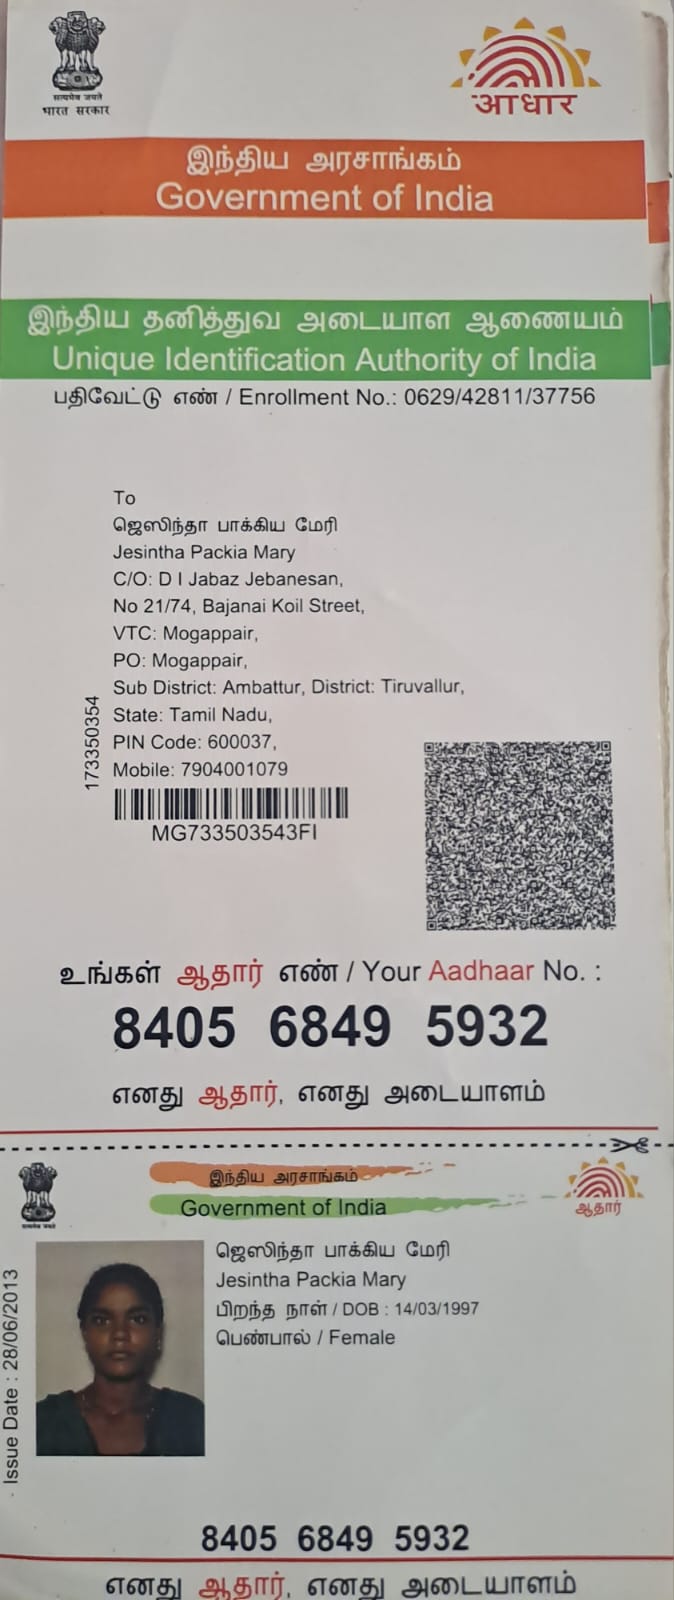 सत्यमेव जयते
भारत सरकार
आधार
இந்திய அரசாங்கம்
Government of India
இந்திய தனித்துவ அடையாள ஆணையம்
Unique Identification Authority of India
பதிவேட்டு எண் / Enrollment No.: 0629/42811/37756
To
ஜெஸிந்தா பாக்கிய மேரி
Jesintha Packia Mary
C/O: D I Jabaz Jebanesan,
No 21/74, Bajanai Koil Street,
VTC: Mogappair,
PO: Mogappair,
Sub District: Ambattur, District: Tiruvallur,
State: Tamil Nadu,
PIN Code: 600037,
Mobile: 7904001079
173350354
MG733503543FI
உங்கள் ஆதார் எண் / Your Aadhaar No. :
8405 6849 5932
எனது ஆதார், எனது அடையாளம்
सत्यमेव जयते
இந்திய அரசாங்கம்
Government of India
ஆதார்
ஜெஸிந்தா பாக்கிய மேரி
Jesintha Packia Mary
பிறந்த நாள் / DOB : 14/03/1997
பெண்பால் / Female
Issue Date : 28/06/2013
8405 6849 5932
எனது ஆதார், எனது அடையாளம்